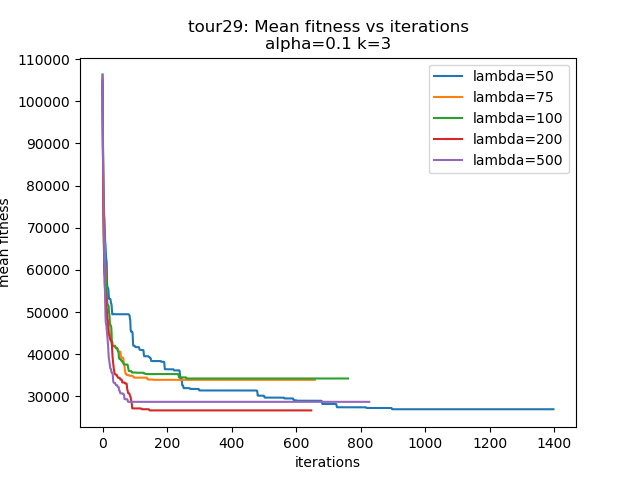 tour29: Mean fitness vs iterations
alpha=0.1 k=3
110000
100000
90000
80000
70000
60000
50000
40000
30000
mean fitness
lambda=50
lambda=75
lambda=100
lambda=200
lambda=500
0 200 400 600 800 1000 1200 1400
iterations